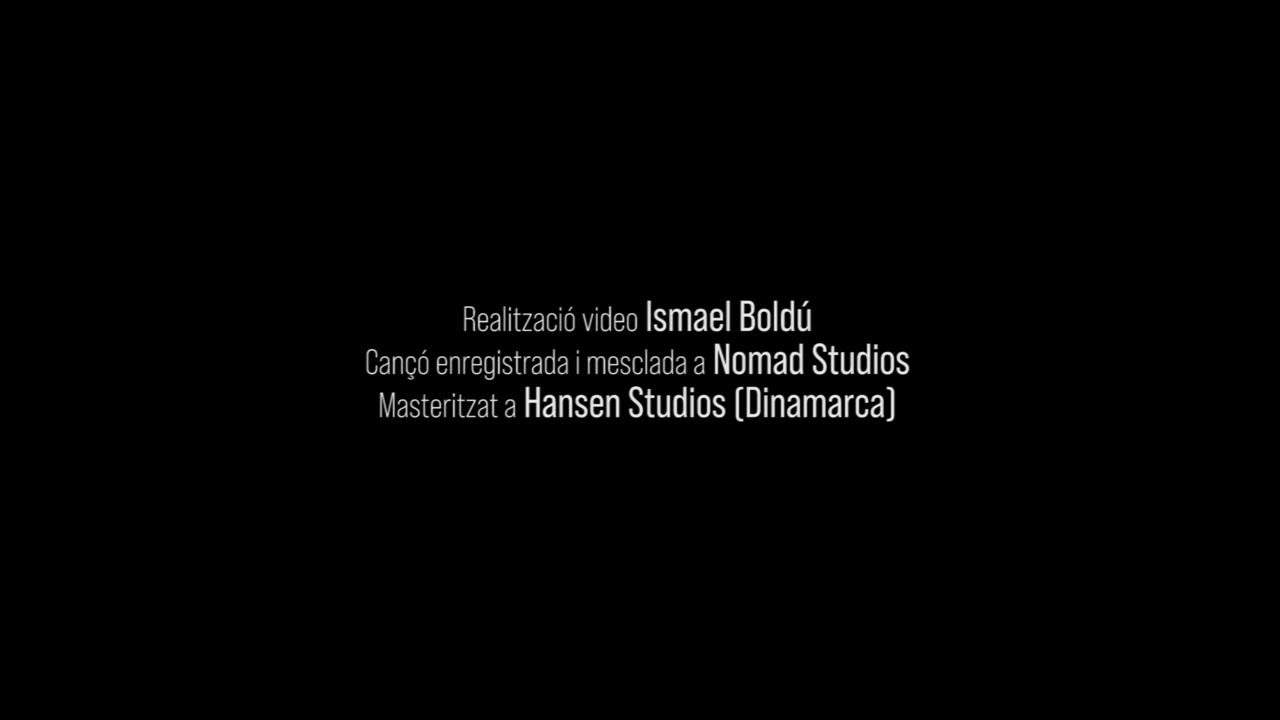 Realització video Ismael Boldú
Cançó enregistrada i mesclada a Nomad Studios
Masteritzat a Hansen Studios (Dinamarca)